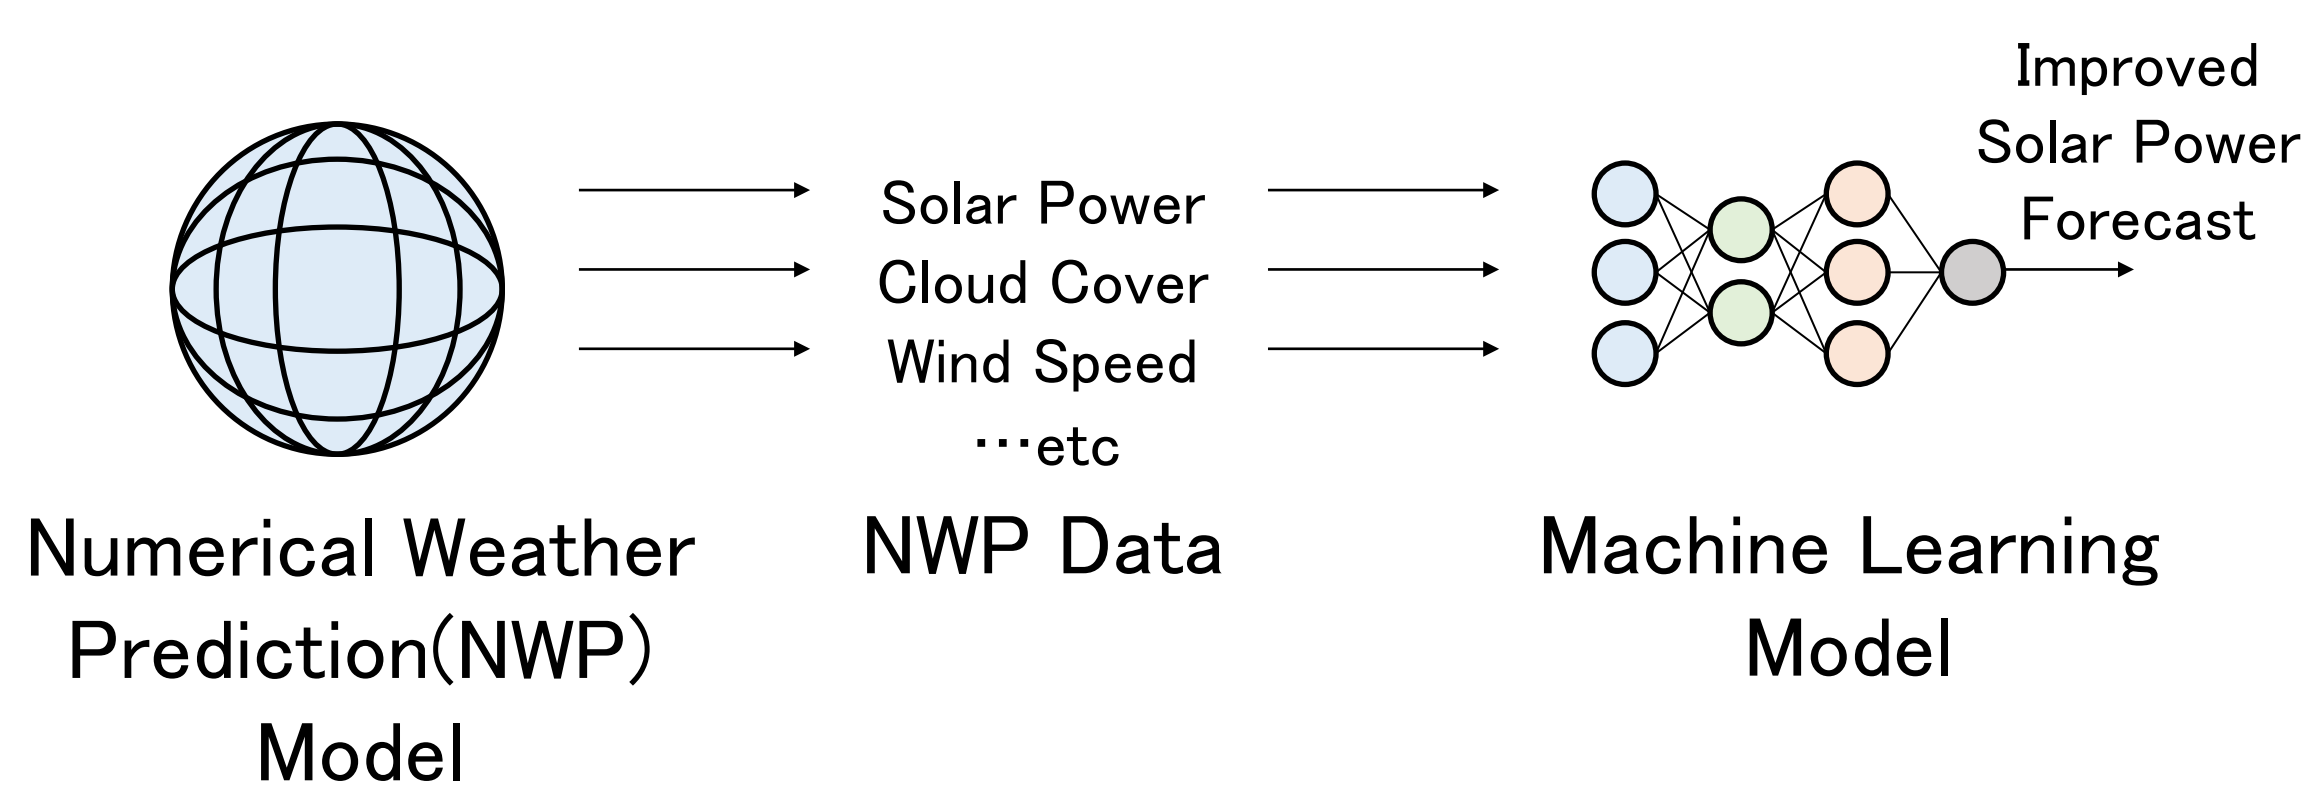 Solar Power
Cloud Cover
Wind Speed
…etc
Improved
Solar Power
Forecast
Numerical Weather
Prediction(NWP)
Model
NWP Data
Machine Learning
Model